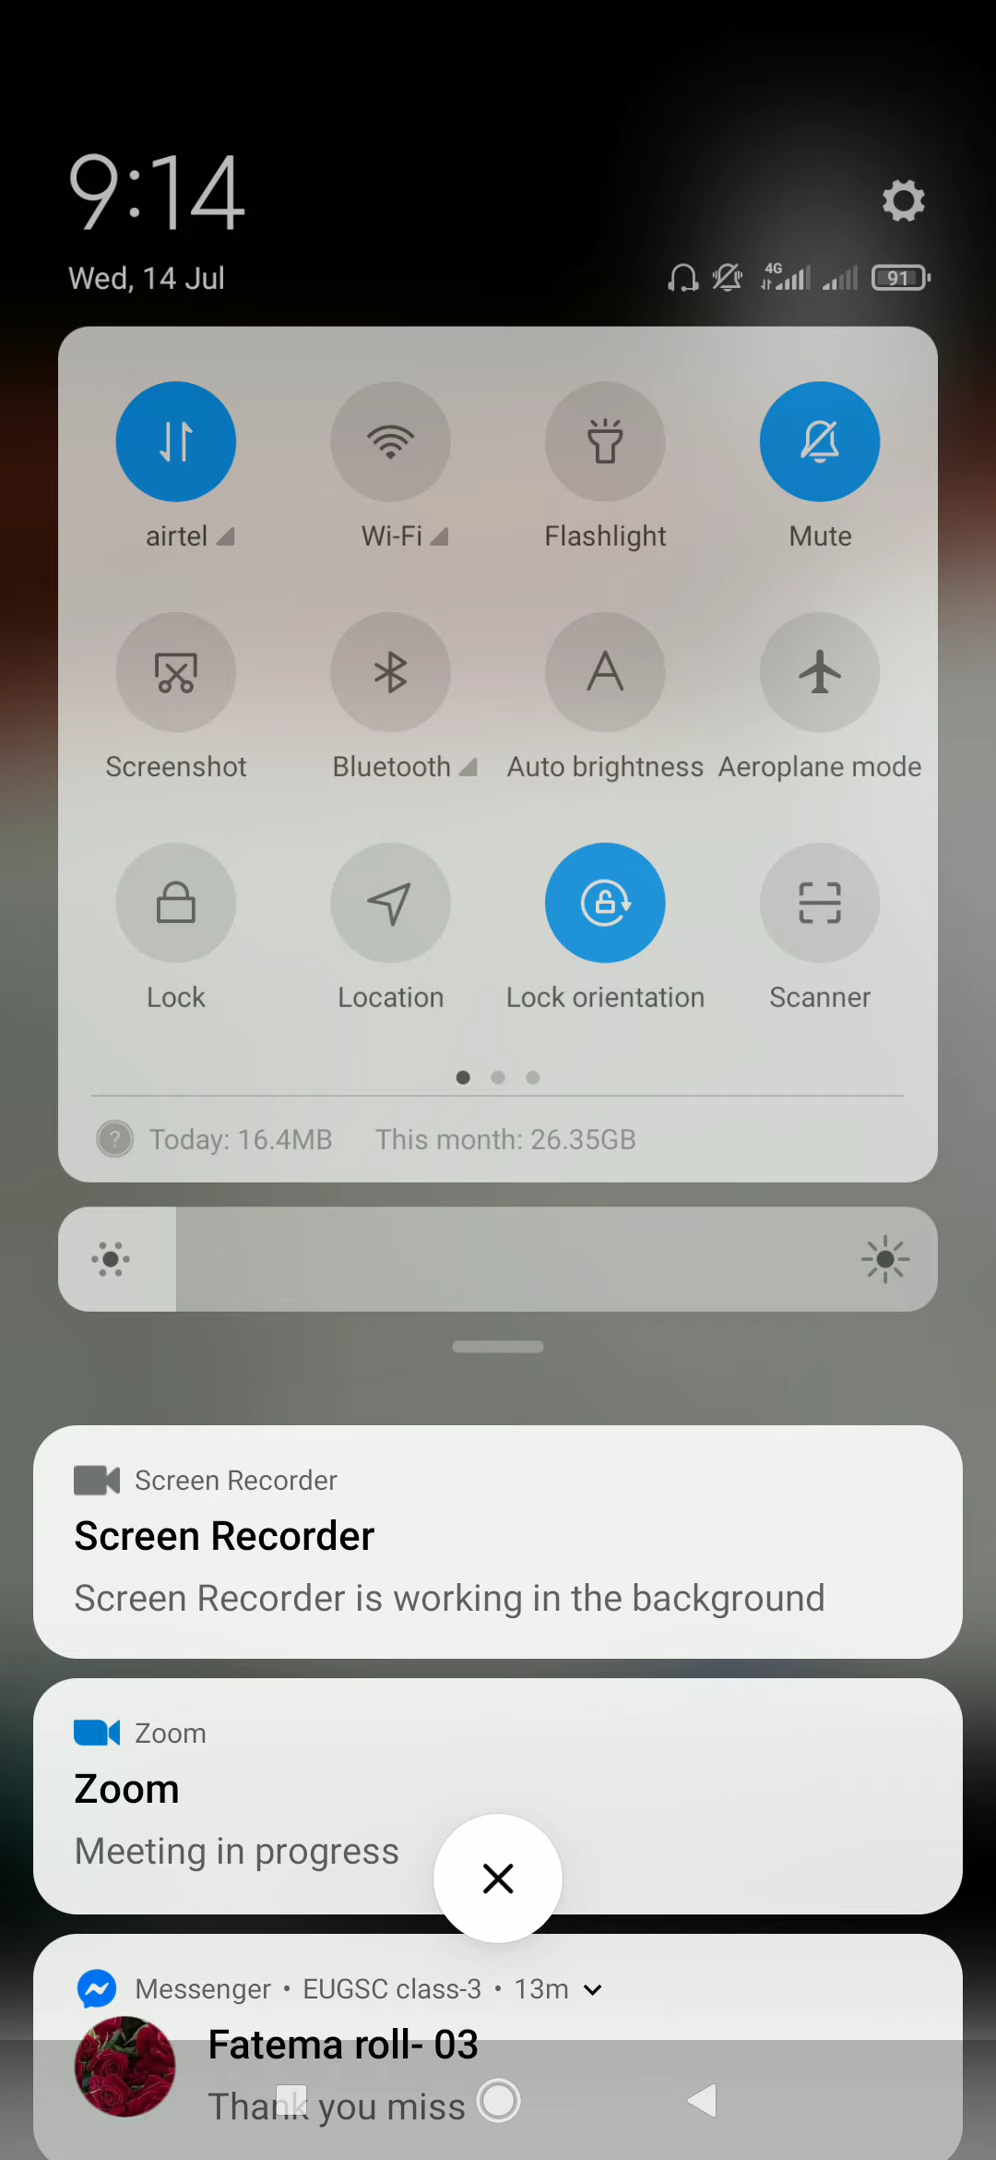 9:14
Wed, 14 Jul
4G
91
airtel
Wi-Fi
Flashlight
Mute
Screenshot
Bluetooth
Auto brightness
Aeroplane mode
Lock
Location
Lock orientation
Scanner
? Today: 16.4MB This month: 26.35GB
Screen Recorder
Screen Recorder
Screen Recorder is working in the background
Zoom
Zoom
Meeting in progress
Messenger • EUGSC class-3 • 13m
Fatema roll- 03
Thank you miss